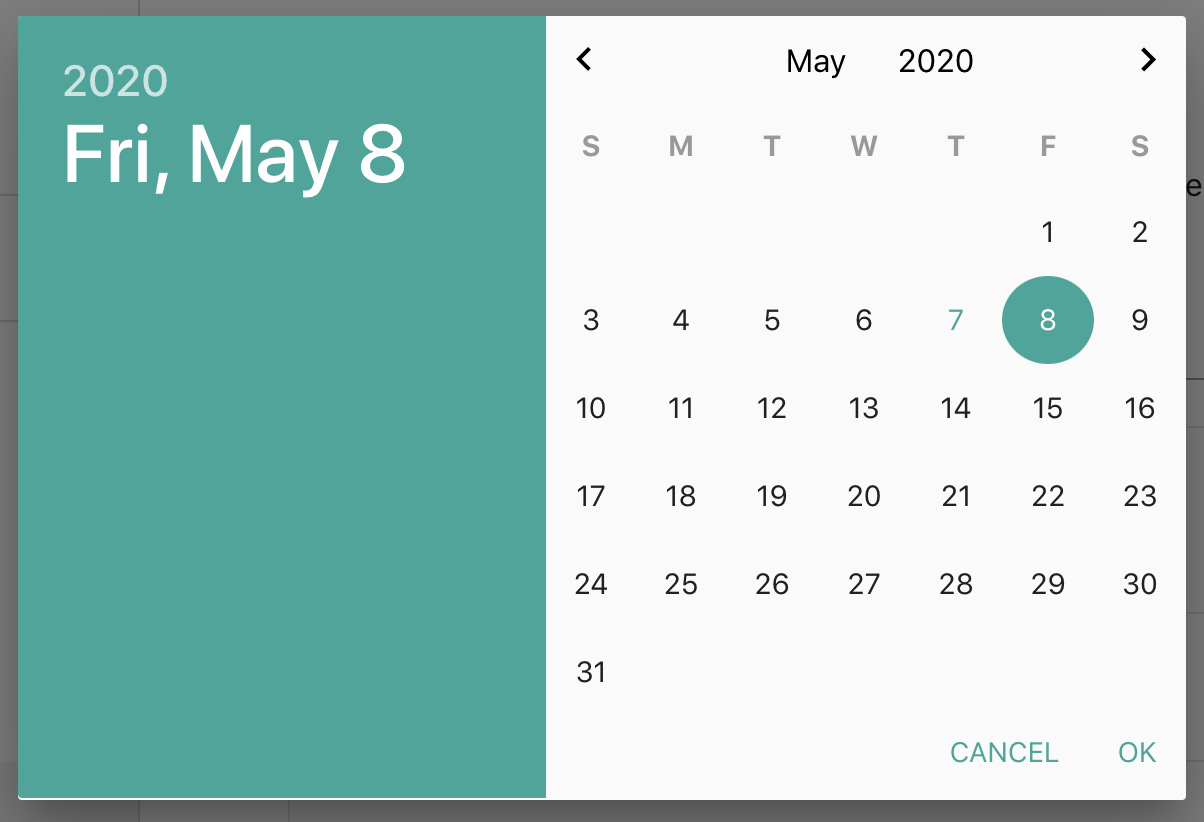 2020
Fri, May 8
May 2020
S M T W T F S
1 2
3 4 5 6 7 8 9
10 11 12 13 14 15 16
17 18 19 20 21 22 23
24 25 26 27 28 29 30
31
CANCEL OK
e